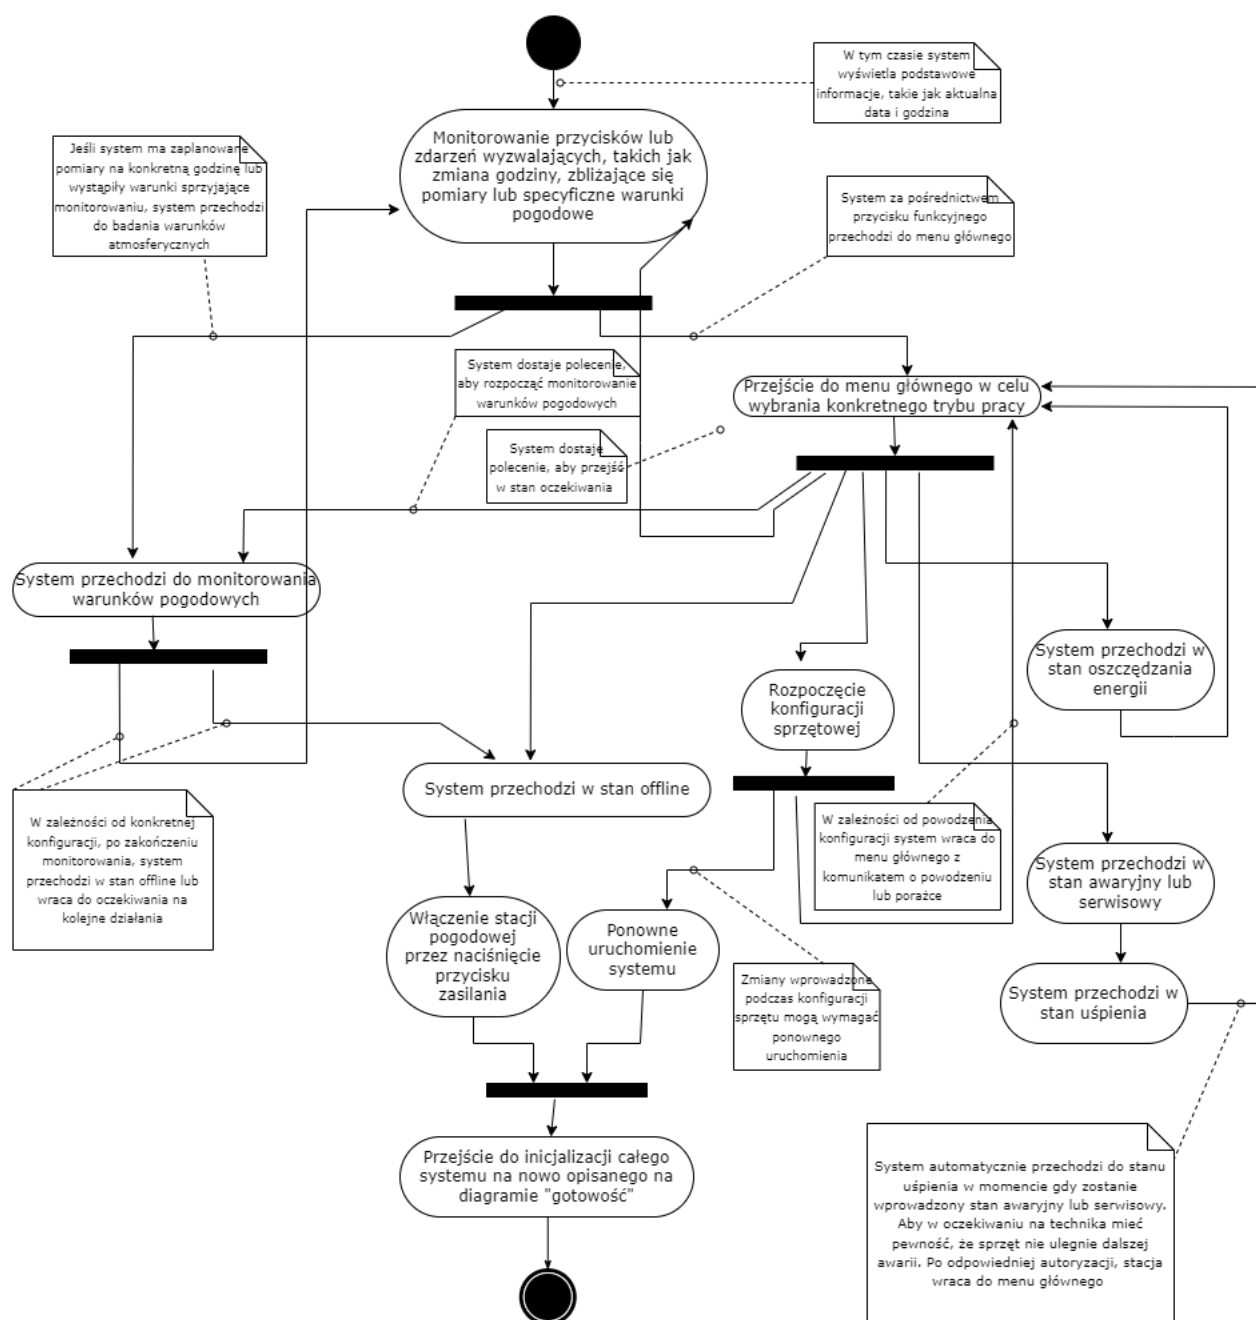 W tym czasie system
wyświetla podstawowe
informacje, takie jak aktualna
data i godzina
Monitorowanie przycisków lub
zdarzeń wyzwalających, takich jak
zmiana godziny, zbliżające się
pomiary lub specyficzne warunki
pogodowe
Jeśli system ma zaplanowane
pomiary na konkretną godzinę lub
wystąpiły warunki sprzyjające
monitorowaniu, system przechodzi
do badania warunków
atmosferycznych
System za pośrednictwem
przycisku funkcyjnego
przechodzi do menu głównego
System dostaje polecenie,
aby rozpocząć monitorowanie
warunków pogodowych
Przejście do menu głównego w celu
wybrania konkretnego trybu pracy
System dostaje
polecenie, aby przejść
w stan oczekiwania
System przechodzi do monitorowania
warunków pogodowych
System przechodzi w
stan oszczędzania
energii
Rozpoczęcie
konfiguracji
sprzętowej
System przechodzi w stan offline
W zależności od konkretnej
konfiguracji, po zakończeniu
monitorowania, system
przechodzi w stan offline lub
wraca do oczekiwania na
kolejne działania
W zależności od powodzenia
konfiguracji system wraca do
menu głównego z
komunikatem o powodzeniu
lub porażce
System przechodzi w
stan awaryjny lub
serwisowy
Włączenie stacji
pogodowej
przez naciśnięcie
przycisku
zasilania
Ponowne
uruchomienie
systemu
Zmiany wprowadzone
podczas konfiguracji
sprzętu mogą wymagać
ponownego
uruchomienia
System przechodzi w
stan uśpienia
Przejście do inicjalizacji całego
systemu na nowo opisanego na
diagramie "gotowość"
System automatycznie przechodzi do stanu
uśpienia w momencie gdy zostanie
wprowadzony stan awaryjny lub serwisowy.
Aby w oczekiwaniu na technika mieć
pewność, że sprzęt nie ulegnie dalszej
awarii. Po odpowiedniej autoryzacji, stacja
wraca do menu głównego